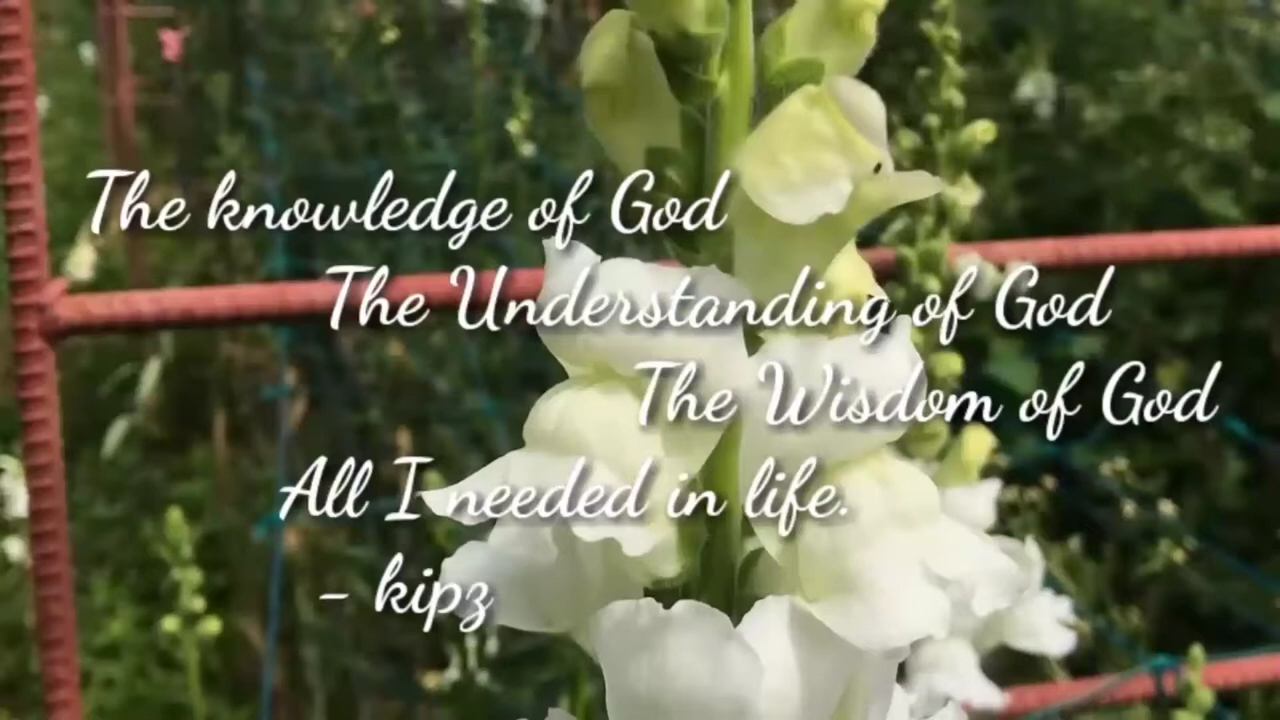 The knowledge of God
The Understanding of God
The Wisdom of God
All I needed in life.
- kipz